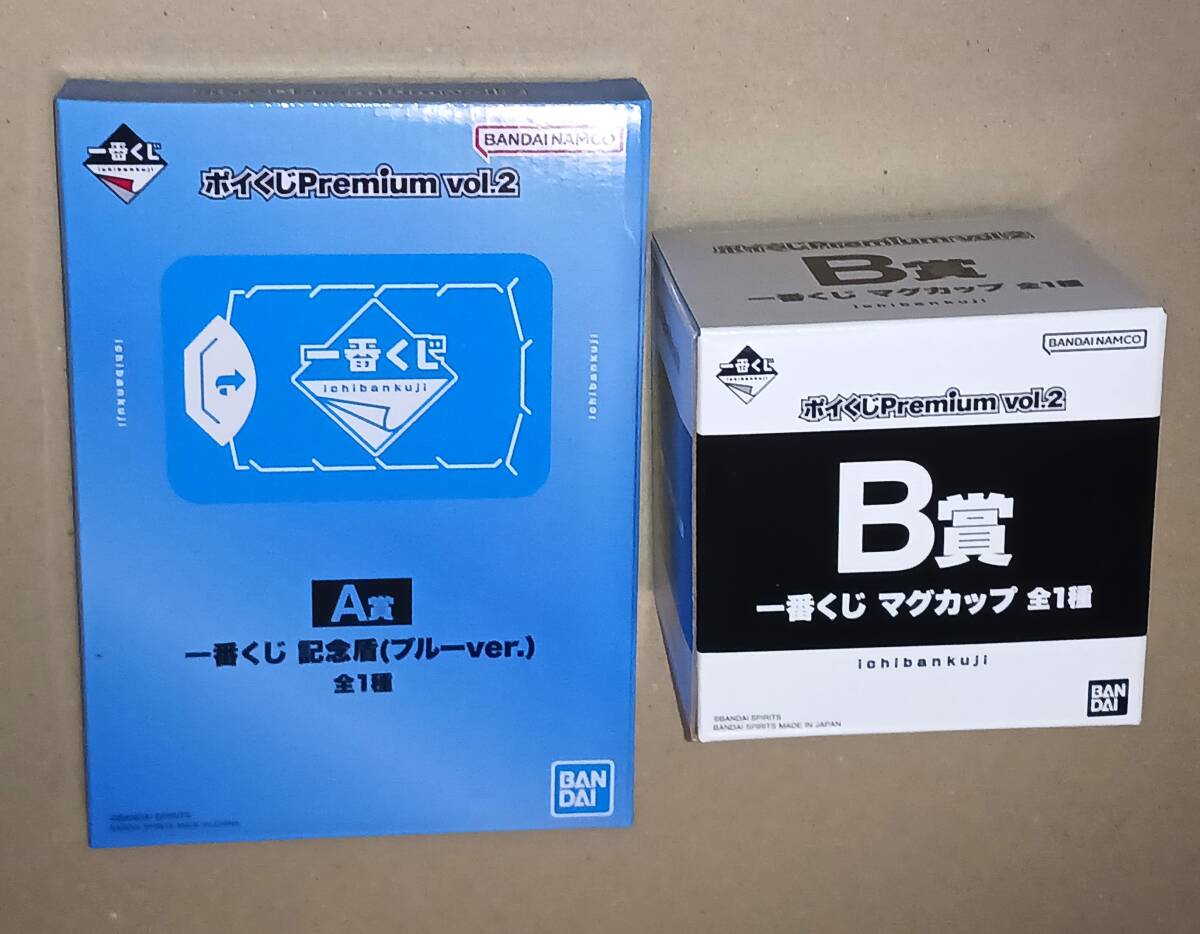 一番くじ
ichibankuji
BANDAI NAMCO
ポイくじPremium vol.2
ichibankuji
一番くじ
ichibankuji
ichibankuji
A賞
一番くじ 記念盾(ブルーver.)
全1種
BAN
DAI
©BANDAI SPIRITS
ポイくじPremium vol.2
B賞
一番くじ マグカップ 全1種
ichibankuji
一番くじ
ichibankuji
BANDAI NAMCO
ポイくじPremium vol.2
B賞
一番くじ マグカップ 全1種
ichibankuji
©BANDAI SPIRITS
BANDAI SPIRITS MADE IN JAPAN
BAN
DAI